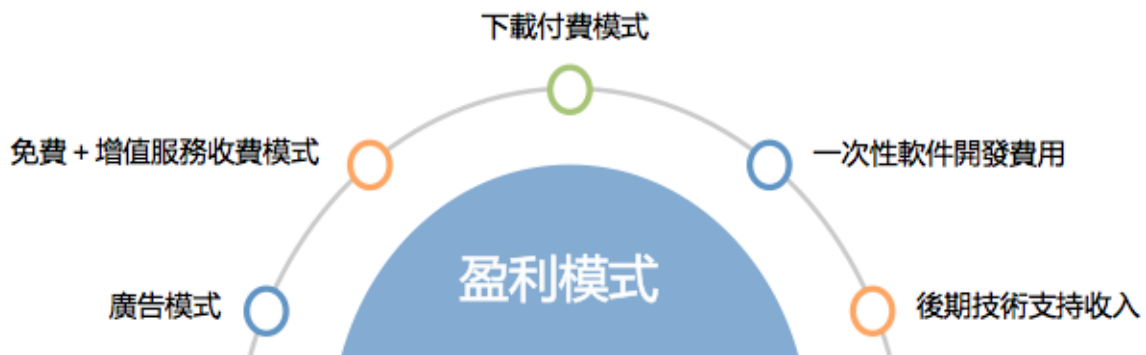 下載付費模式
免費 + 增值服務收費模式
一次性軟件開發費用
盈利模式
廣告模式
後期技術支持收入